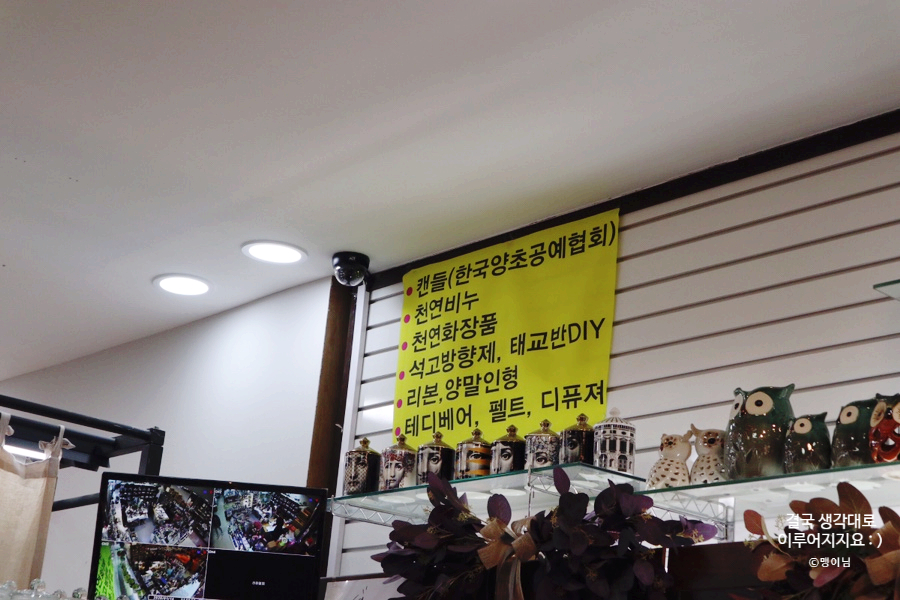 캔들(한국양초공예협회)
천연비누
천연화장품
석고방향제, 태교반DIY
리본,양말인형
테디베어, 펠트, 디퓨져
결국 생각대로
이루어지지요 : )
©맹이님